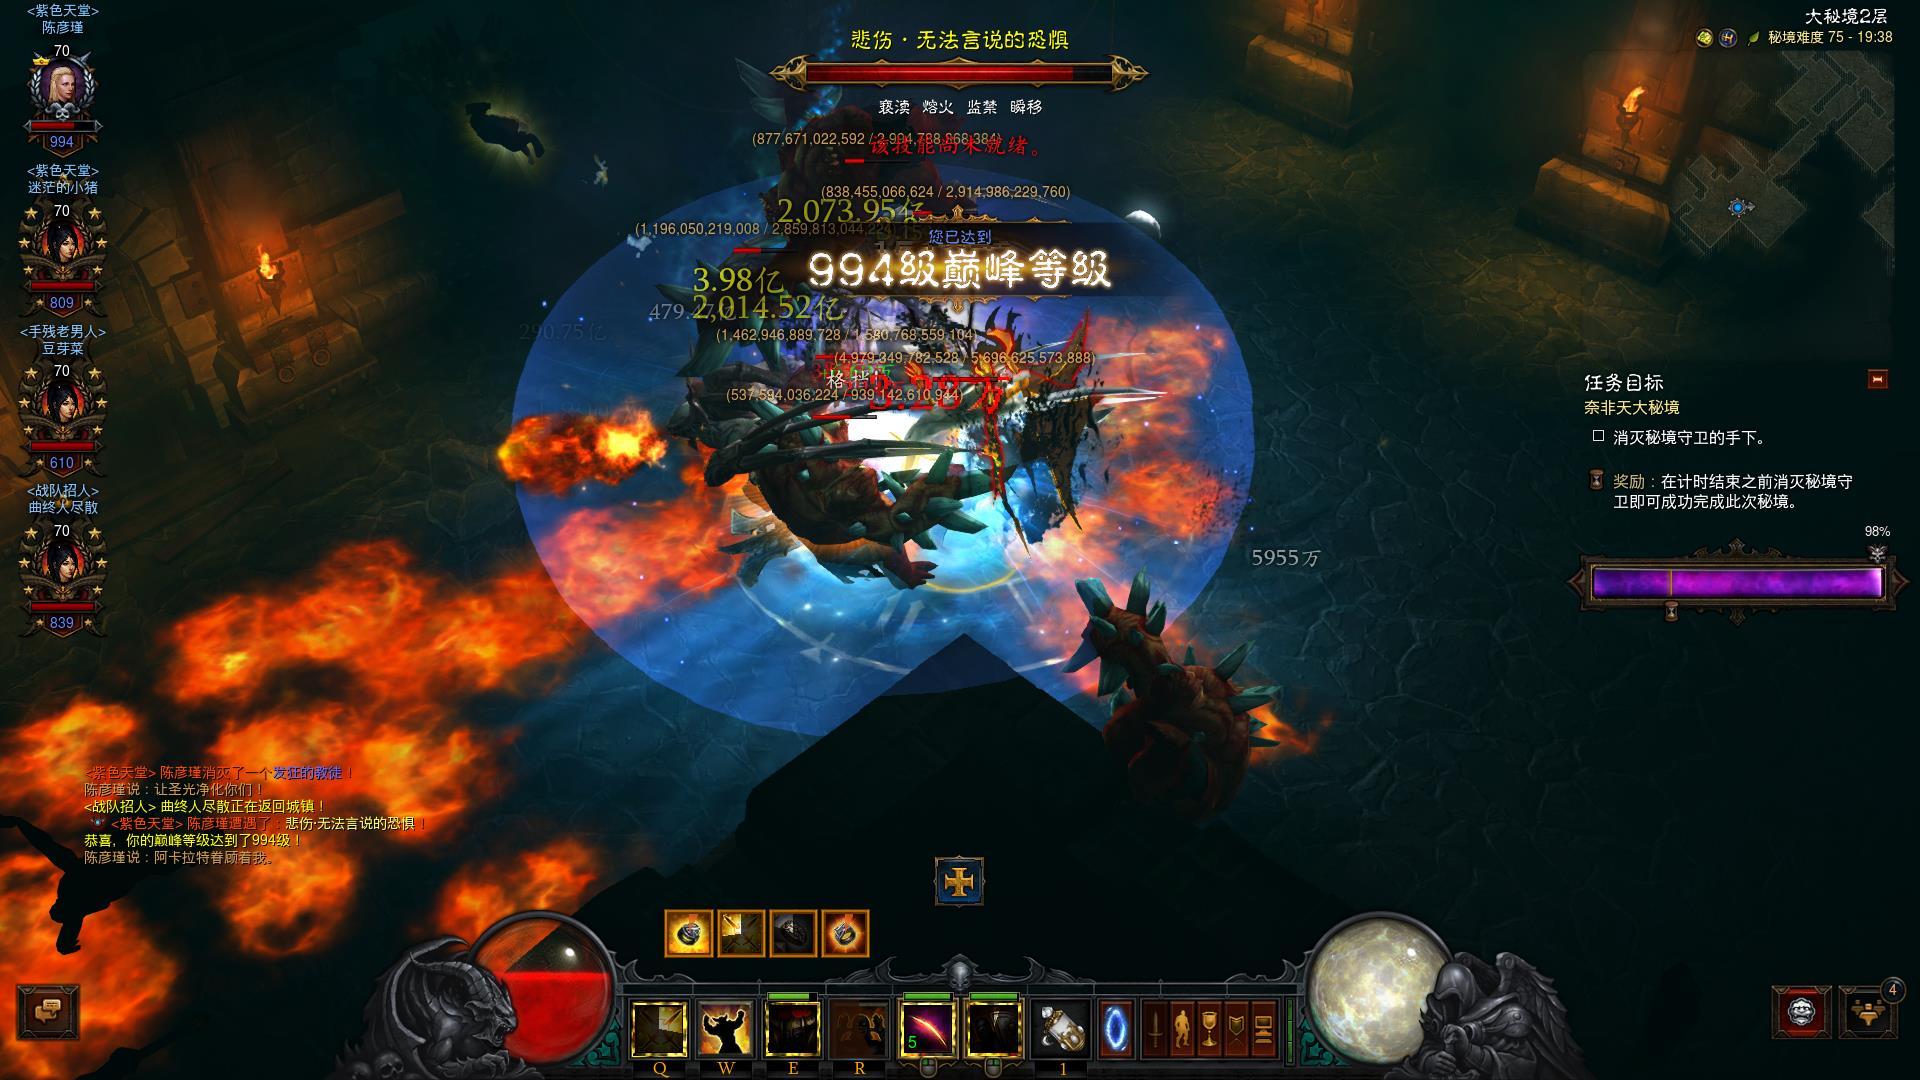 <紫色天堂>
陈彦瑾
70
994
<紫色天堂>
迷茫的小猪
70
809
<手残老男人>
豆芽菜
70
610
<战队招人>
曲终人尽散
70
839
悲伤·无法言说的恐惧
亵渎 熔火 监禁 瞬移
(877,671,022,592 / 2,994,788,868,384)
该技能尚未就绪。
(838,455,066,624 / 2,914,986,229,760)
2,073.95亿
(1,196,050,219,008 / 2,859,813,044,224)
您已达到
994级巅峰等级
3.98亿
2,014.52亿
290.75亿
(1,462,946,889,728 / 1,580,768,559,104)
(4,979,349,782,528 / 5,696,625,573,888)
格挡
(537,594,036,224 / 939,142,610,944)
5955万
大秘境2层
秘境难度 75 - 19:38
任务目标
奈非天大秘境
消灭秘境守卫的手下。
奖励：在计时结束之前消灭秘境守
卫即可成功完成此次秘境。
98%
<紫色天堂> 陈彦瑾消灭了一个发狂的教徒！
陈彦瑾说：让圣光净化你们！
<战队招人> 曲终人尽散正在返回城镇！
<紫色天堂> 陈彦瑾遭遇了：悲伤·无法言说的恐惧！
恭喜，你的巅峰等级达到了994级！
陈彦瑾说：阿卡拉特眷顾着我。
5
Q W E R 1
4